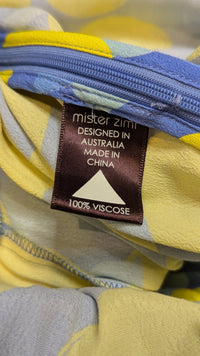 mister zimi
DESIGNED IN
AUSTRALIA
MADE IN
CHINA
100% VISCOSE